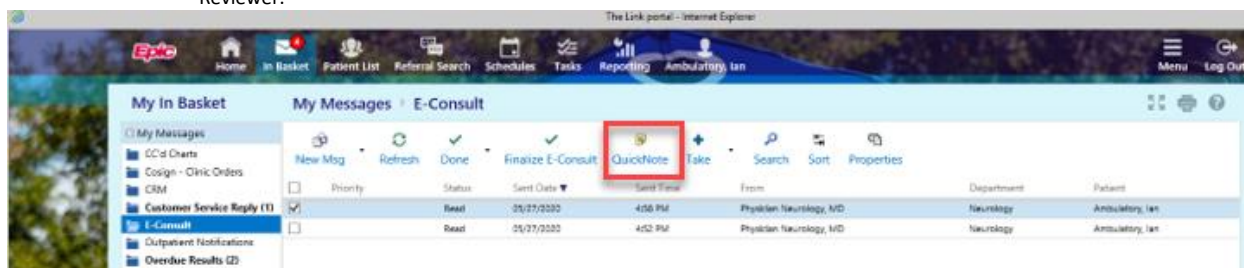 Reviewer.
The Link portal - Internet Explorer
Epic
Home
In Basket
Patient List
Referral Search
Schedules
Tasks
Reporting
Ambulatory, Ian
Menu
Log Out
My In Basket
My Messages
E-Consult
My Messages
CC'd Charts
Cosign - Clinic Orders
CRM
Customer Service Reply (1)
E-Consult
Outpatient Notifications
Overdue Results (2)
New Msg
Refresh
Done
Finalize E-Consult
QuickNote
Take
Search
Sort
Properties
Priority
Status
Sent Date ▼
Sent Time
From
Department
Patient
Read 05/27/2020 4:58 PM Physician Neurology, MD Neurology Ambulatory, Ian
Read 05/27/2020 4:52 PM Physician Neurology, MD Neurology Ambulatory, Ian